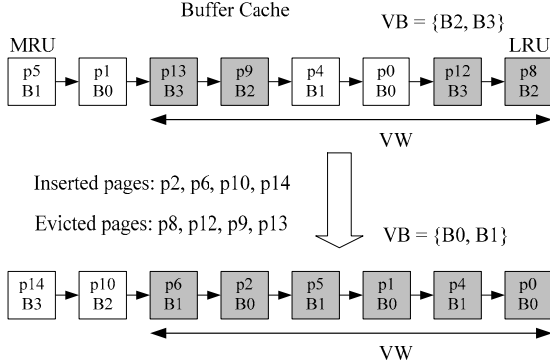 Buffer Cache
VB = {B2, B3}
MRU LRU
p5 p1 p13 p9 p4 p0 p12 p8
B1 B0 B3 B2 B1 B0 B3 B2
VW
Inserted pages: p2, p6, p10, p14
Evicted pages: p8, p12, p9, p13
VB = {B0, B1}
p14 p10 p6 p2 p5 p1 p4 p0
B3 B2 B1 B0 B1 B0 B1 B0
VW